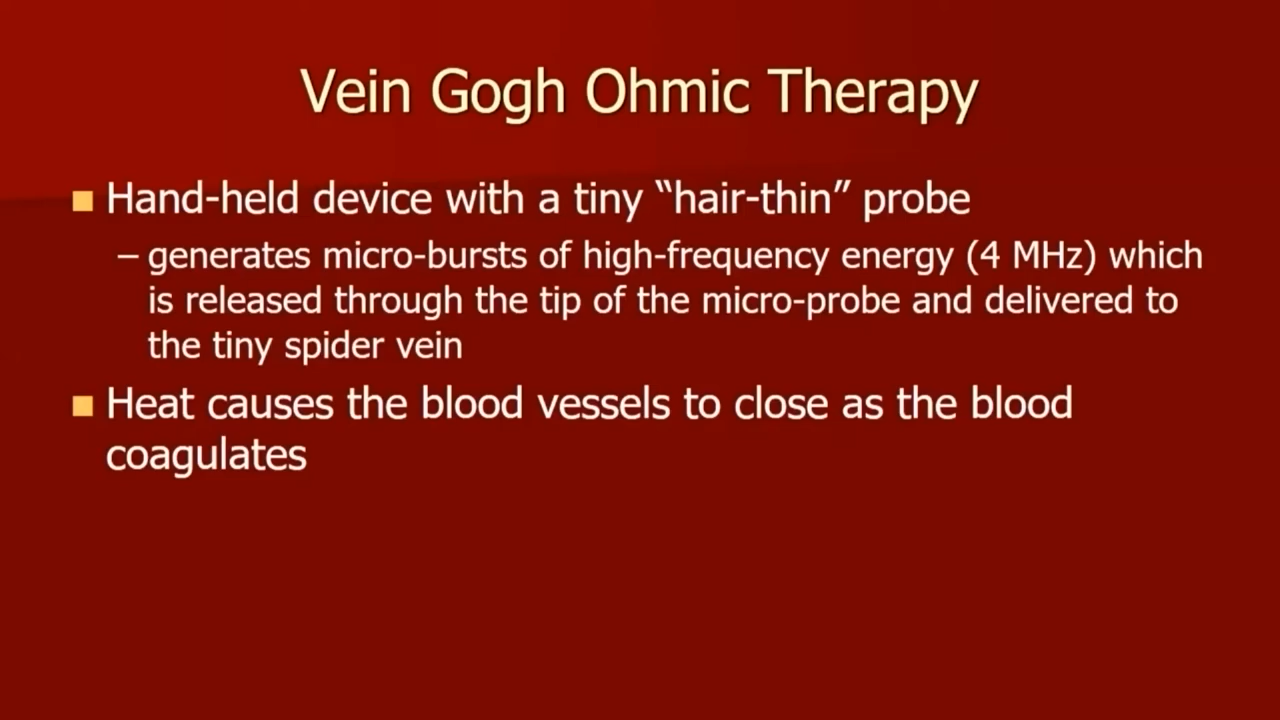 Vein Gogh Ohmic Therapy
■ Hand-held device with a tiny “hair-thin” probe
– generates micro-bursts of high-frequency energy (4 MHz) which
is released through the tip of the micro-probe and delivered to
the tiny spider vein
■ Heat causes the blood vessels to close as the blood
coagulates